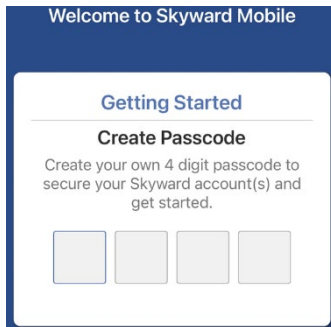 Welcome to Skyward Mobile
Getting Started
Create Passcode
Create your own 4 digit passcode to
secure your Skyward account(s) and
get started.